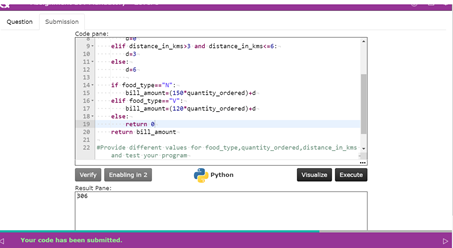 Question
Submission
Code pane:
8 d=0
9 elif distance_in_kms>3 and distance_in_kms<=6:
10 d=3
11 else:
12 d=6
13
14 if food_type=="N":
15 bill_amount=(150*quantity_ordered)+d
16 elif food_type=="V":
17 bill_amount=(120*quantity_ordered)+d
18 else:
19 return 0
20 return bill_amount
21
22 #Provide different values for food_type,quantity_ordered,distance_in_kms
and test your program
Verify Enabling in 2 Python Visualize Execute
Result Pane:
306
Your code has been submitted.